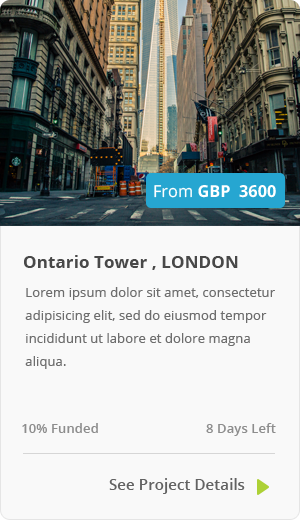 From GBP 3600
Ontario Tower , LONDON
Lorem ipsum dolor sit amet, consectetur
adipisicing elit, sed do eiusmod tempor
incididunt ut labore et dolore magna
aliqua.
10% Funded
8 Days Left
See Project Details